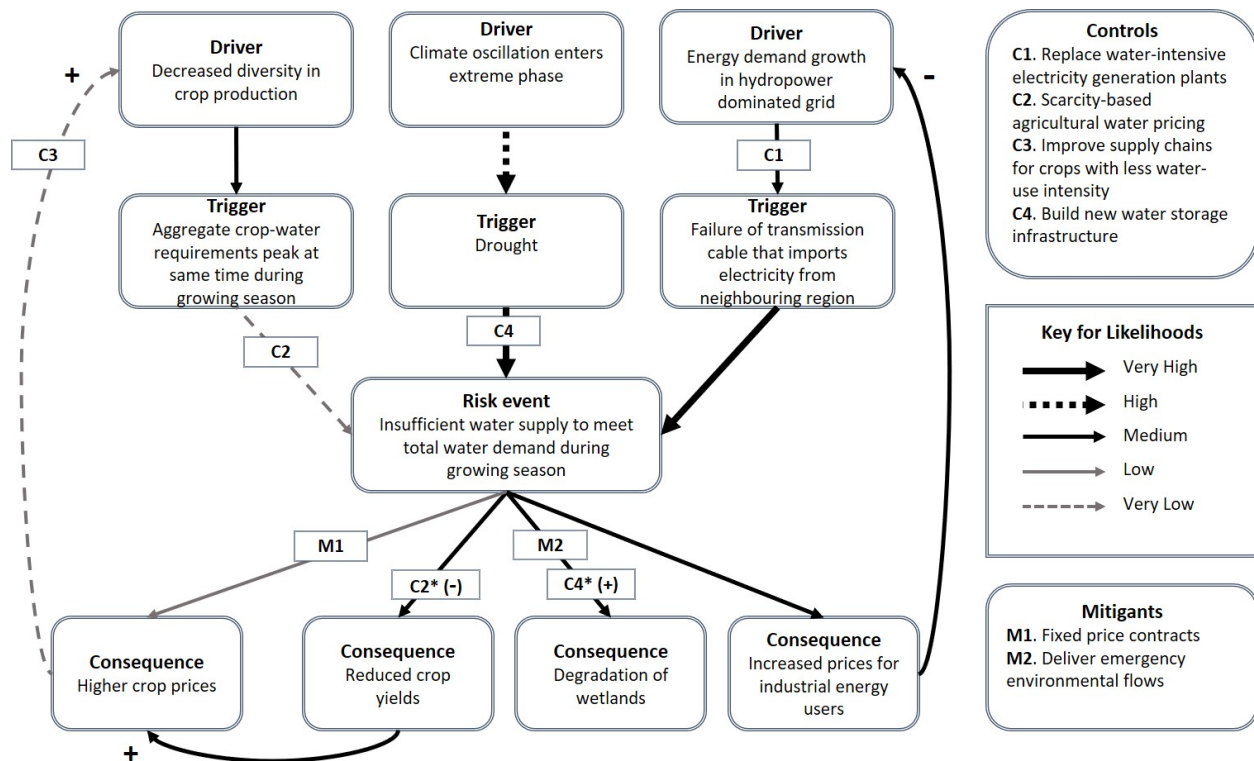 Driver
Decreased diversity in
crop production
Driver
Climate oscillation enters
extreme phase
Driver
Energy demand growth
in hydropower
dominated grid
+
-
C3
C1
Trigger
Aggregate crop-water
requirements peak at
same time during
growing season
Trigger
Drought
Trigger
Failure of transmission
cable that imports
electricity from
neighbouring region
C2
C4
Risk event
Insufficient water supply to meet
total water demand during
growing season
M1
M2
C2* (-)
C4* (+)
Consequence
Higher crop prices
Consequence
Reduced crop
yields
Consequence
Degradation of
wetlands
Consequence
Increased prices for
industrial energy
users
+
Controls
C1. Replace water-intensive
electricity generation plants
C2. Scarcity-based
agricultural water pricing
C3. Improve supply chains
for crops with less water-
use intensity
C4. Build new water storage
infrastructure
Key for Likelihoods
Very High
High
Medium
Low
Very Low
Mitigants
M1. Fixed price contracts
M2. Deliver emergency
environmental flows